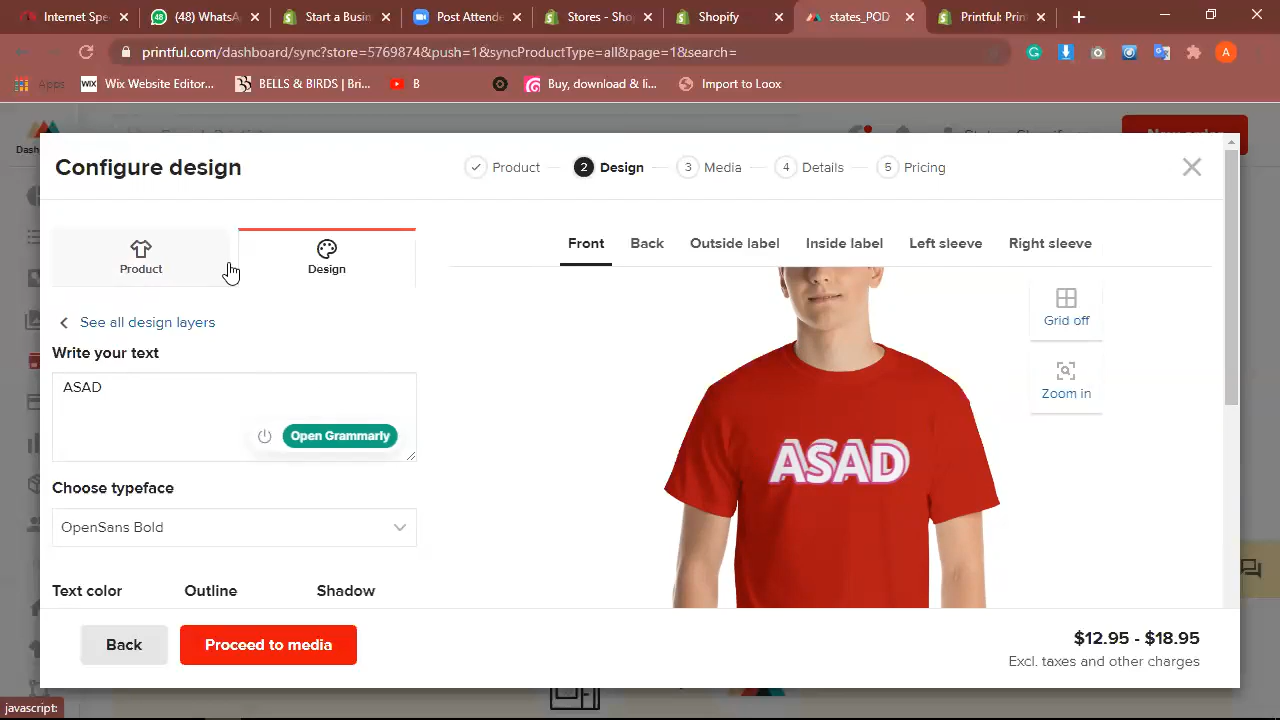 Internet Spe
(48) WhatsA
Start a Busin
Post Attende
Stores - Sho
Shopify
states_POD
Printful: Prin
printful.com/dashboard/sync?store=5769874&push=1&syncProductType=all&page=1&search=
A
Apps
WIX
Wix Website Editor...
BELLS & BIRDS | Bri...
B
Buy, download & li...
Import to Loox
Dash
Configure design
Product
2
Design
3
Media
4
Details
5
Pricing
Product
Design
See all design layers
Write your text
ASAD
Open Grammarly
Choose typeface
OpenSans Bold
Text color
Outline
Shadow
Front
Back
Outside label
Inside label
Left sleeve
Right sleeve
Grid off
Zoom in
ASAD
Back
Proceed to media
$12.95 - $18.95
Excl. taxes and other charges
javascript: